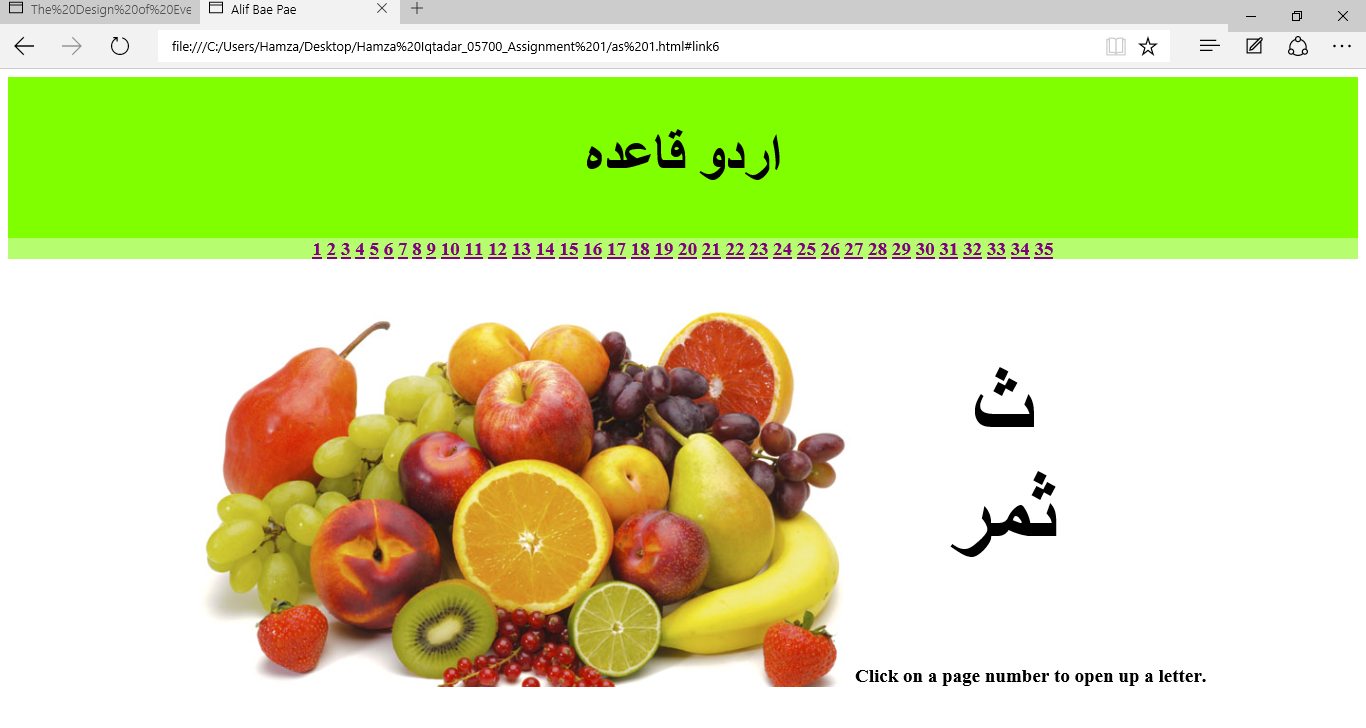 The%20Design%20of%20Eve
Alif Bae Pae
file:///C:/Users/Hamza/Desktop/Hamza%20Iqtadar_05700_Assignment%201/as%201.html#link6
اردو قاعدہ
1 2 3 4 5 6 7 8 9 10 11 12 13 14 15 16 17 18 19 20 21 22 23 24 25 26 27 28 29 30 31 32 33 34 35
ث
ثمر
Click on a page number to open up a letter.